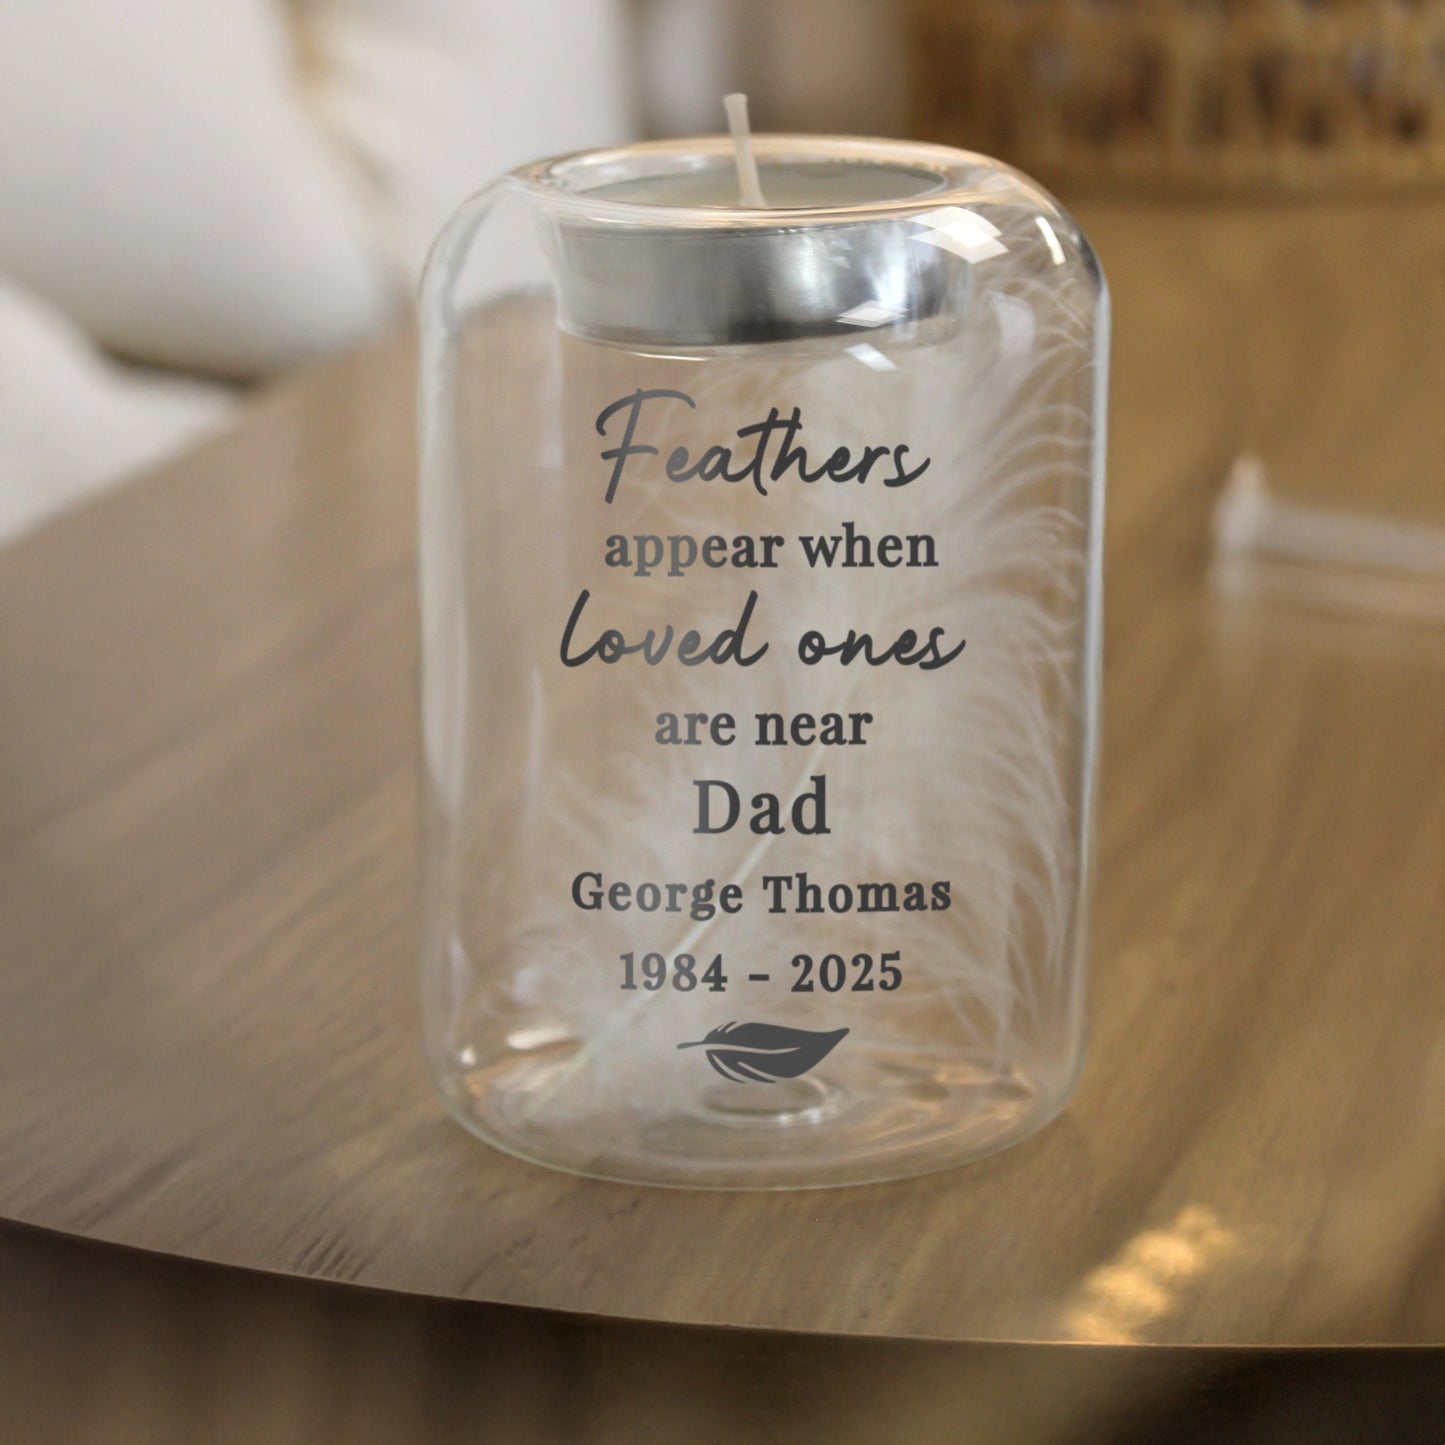 Feathers
appear when
loved ones
are near
Dad
George Thomas
1984 - 2025